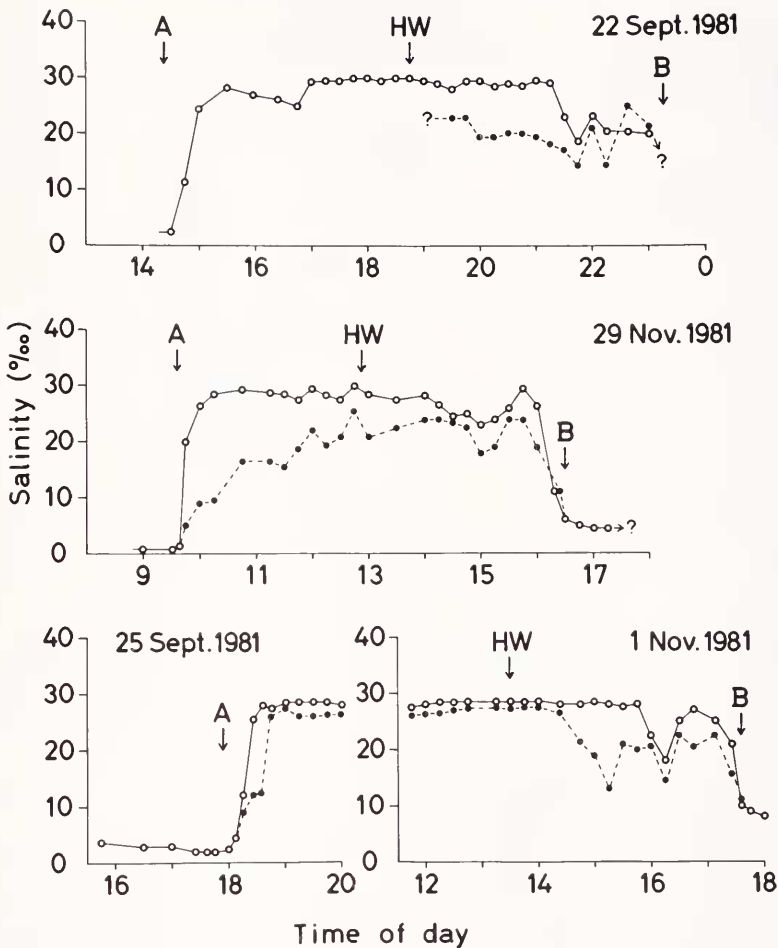 A HW 22 Sept. 1981 B
40
30
20
10
0
? ?
14 16 18 20 22 0
A HW 29 Nov. 1981 B
40
30
20
10
0
?
9 11 13 15 17
Salinity (‰)
25 Sept. 1981 A
40
30
20
10
0
16 18 20
HW 1 Nov. 1981 B
40
30
20
10
0
12 14 16 18
Time of day